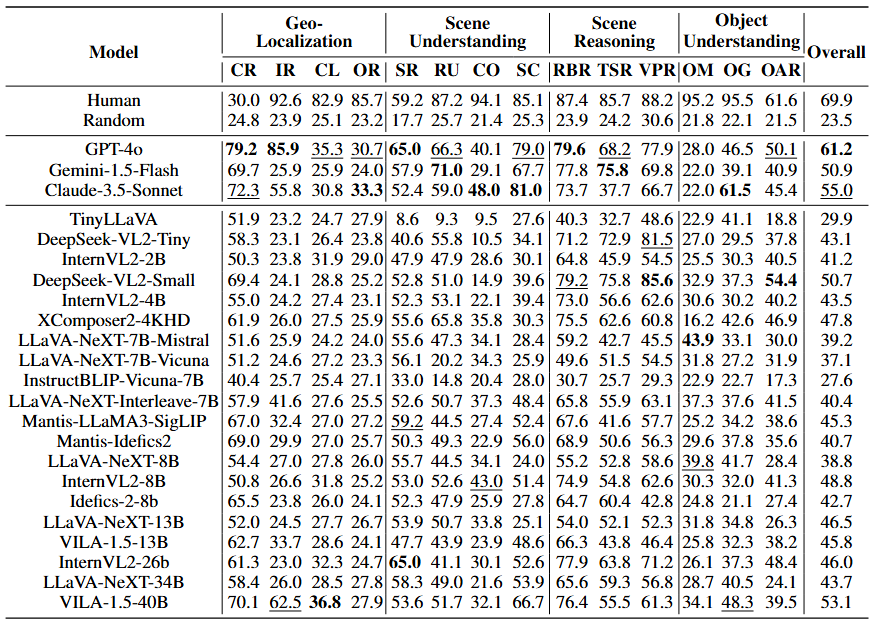 Model Geo-Localization Scene Understanding Scene Reasoning Object Understanding Overall
CR IR CL OR SR RU CO SC RBR TSR VPR OM OG OAR
Human 30.0 92.6 82.9 85.7 59.2 87.2 94.1 85.1 87.4 85.7 88.2 95.2 95.5 61.6 69.9
Random 24.8 23.9 25.1 23.2 17.7 25.7 21.4 25.3 23.9 24.2 30.6 21.8 22.1 21.5 23.5
GPT-4o 79.2 85.9 35.3 30.7 65.0 66.3 40.1 79.0 79.6 68.2 77.9 28.0 46.5 50.1 61.2
Gemini-1.5-Flash 69.7 25.9 25.9 24.0 57.9 71.0 29.1 67.7 77.8 75.8 69.8 22.0 39.1 40.9 50.9
Claude-3.5-Sonnet 72.3 55.8 30.8 33.3 52.4 59.0 48.0 81.0 73.7 37.7 66.7 22.0 61.5 45.4 55.0
TinyLLaVA 51.9 23.2 24.7 27.9 8.6 9.3 9.5 27.6 40.3 32.7 48.6 22.9 41.1 18.8 29.9
DeepSeek-VL2-Tiny 58.3 23.1 26.4 23.8 40.6 55.8 10.5 34.1 71.2 72.9 81.5 27.0 29.5 37.8 43.1
InternVL2-2B 50.3 23.8 31.9 29.0 47.9 47.9 28.6 30.1 64.8 45.9 54.5 25.5 30.3 40.5 41.2
DeepSeek-VL2-Small 69.4 24.1 28.8 25.2 52.8 51.0 14.9 39.6 79.2 75.8 85.6 32.9 37.3 54.4 50.7
InternVL2-4B 55.0 24.2 27.4 23.1 52.3 53.1 22.1 39.4 73.0 56.6 62.6 30.6 30.2 40.2 43.5
XComposer2-4KHD 61.9 26.0 27.5 25.9 55.6 65.8 35.8 30.3 75.5 62.6 60.8 16.2 42.6 46.9 47.8
LLaVA-NeXT-7B-Mistral 51.6 25.9 24.2 24.0 55.6 47.3 34.1 28.4 59.2 42.7 45.5 43.9 33.1 30.0 39.2
LLaVA-NeXT-7B-Vicuna 51.2 24.6 27.2 23.3 56.1 20.2 34.3 25.9 49.6 51.5 54.5 31.8 27.2 31.9 37.1
InstructBLIP-Vicuna-7B 40.4 25.7 25.4 27.1 33.0 14.8 20.4 28.0 30.7 25.7 29.3 22.9 22.7 17.3 27.6
LLaVA-NeXT-Interleave-7B 57.9 41.6 27.6 25.5 52.6 50.7 37.3 48.4 65.8 55.9 63.1 37.3 37.6 41.5 40.4
Mantis-LLaMA3-SigLIP 67.0 32.4 27.0 27.2 59.2 44.5 27.4 52.4 67.6 41.6 57.7 25.2 34.2 38.6 45.3
Mantis-Idefics2 69.0 29.9 27.0 25.7 50.3 49.3 22.9 56.0 68.9 50.6 56.3 29.6 37.8 35.6 40.7
LLaVA-NeXT-8B 54.4 27.0 27.8 26.0 55.7 44.5 34.1 24.0 55.2 52.8 58.6 39.8 41.7 28.4 38.8
InternVL2-8B 50.8 26.6 31.8 25.2 53.0 52.6 43.0 51.4 74.9 54.8 62.6 30.3 32.0 41.3 48.8
Idefics-2-8b 65.5 23.8 26.0 24.1 52.3 47.9 25.9 27.8 64.7 60.4 42.8 24.8 21.1 27.4 42.7
LLaVA-NeXT-13B 52.0 24.5 27.7 26.7 53.9 50.7 33.8 25.1 54.0 52.1 52.3 31.8 34.8 26.3 46.5
VILA-1.5-13B 62.7 33.7 28.6 24.1 47.7 43.9 23.9 48.6 66.3 43.8 46.4 25.8 32.3 38.2 45.8
InternVL2-26b 61.3 23.0 32.3 24.7 65.0 41.1 30.1 52.6 77.9 63.8 71.2 26.1 37.3 48.4 46.0
LLaVA-NeXT-34B 58.4 26.0 28.5 27.8 58.3 49.0 21.6 53.9 65.6 59.3 56.8 28.7 40.5 24.1 43.7
VILA-1.5-40B 70.1 62.5 36.8 27.9 53.6 51.7 32.1 66.7 76.4 55.5 61.3 34.1 48.3 39.5 53.1